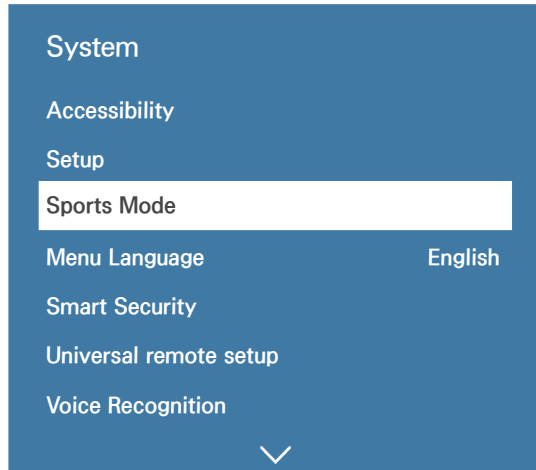 System
Accessibility
Setup
Sports Mode
Menu Language English
Smart Security
Universal remote setup
Voice Recognition